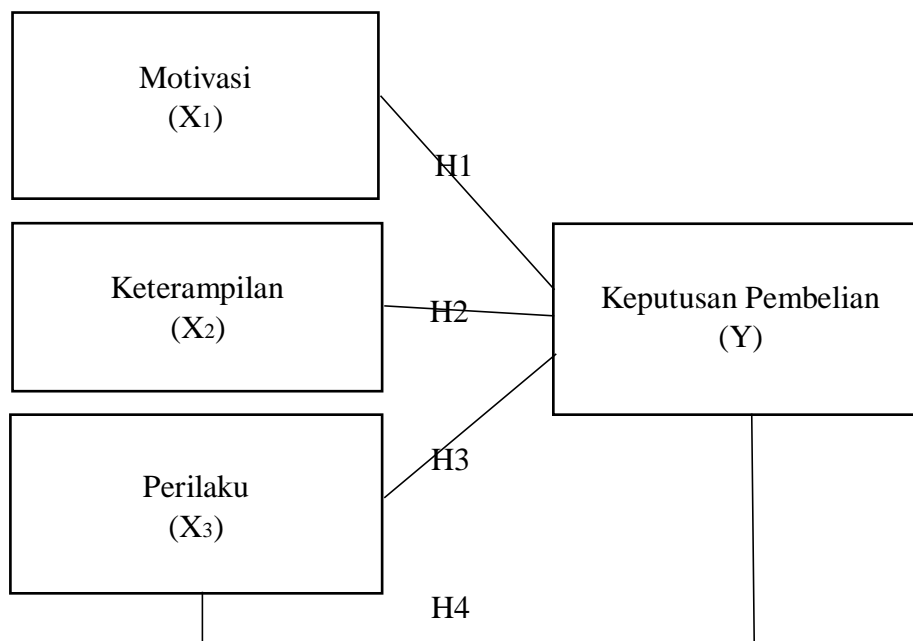 Motivasi
(X1)
H1
Keterampilan
(X2)
H2
Keputusan Pembelian
(Y)
Perilaku
(X3)
H3
H4